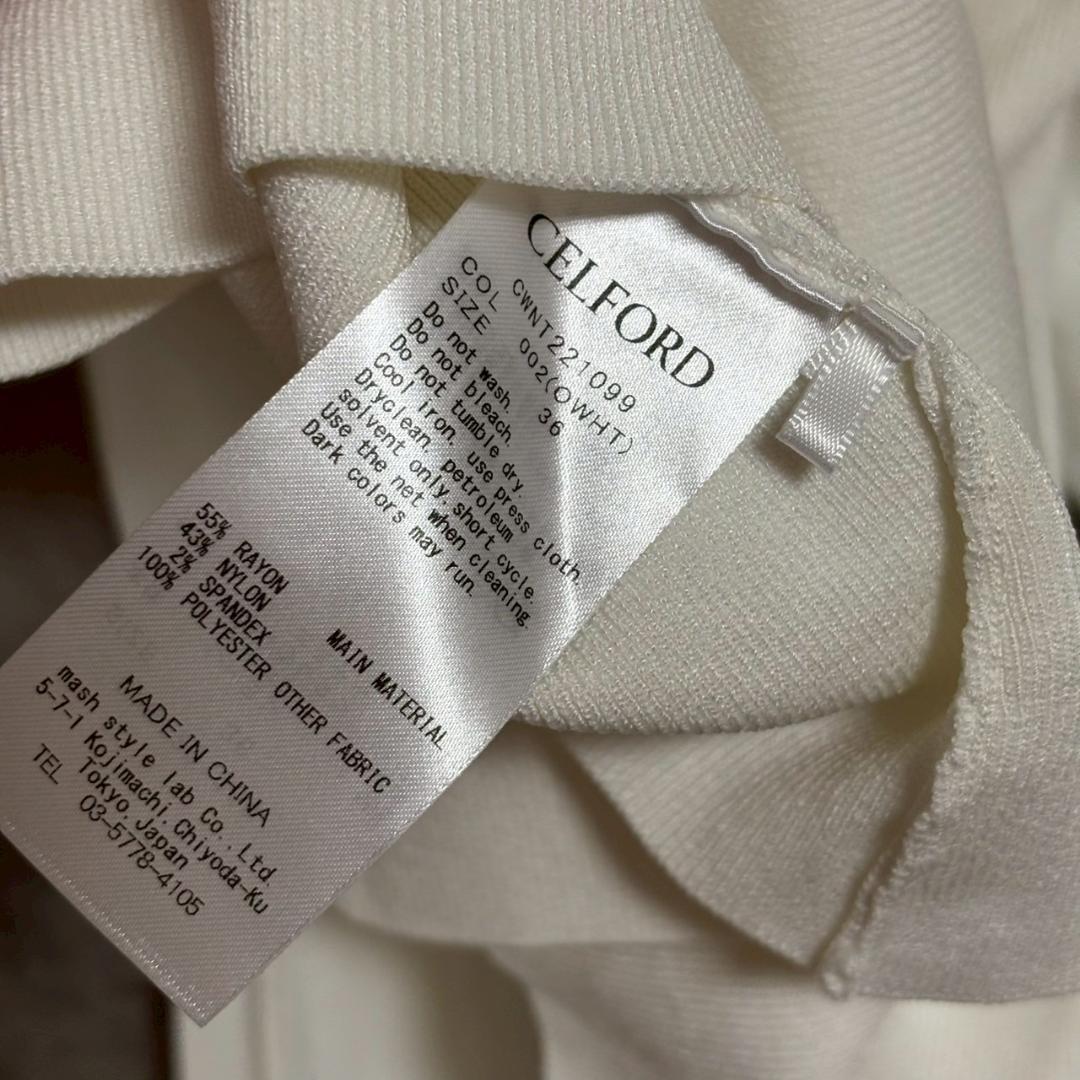 CELFORD
CWNT221099
COL 002(OWHT)
SIZE 36
Do not wash.
Do not bleach.
Do not tumble dry.
Cool iron. use press cloth.
Dryclean. petroleum
solvent only. short cycle.
Use the net when cleaning.
Dark colors may run.
MAIN MATERIAL
55% RAYON
43% NYLON
2% SPANDEX
OTHER FABRIC
100% POLYESTER
MADE IN CHINA
mash style lab Co., Ltd.
5-7-1 Kojimachi, Chiyoda-Ku
Tokyo, Japan
TEL 03-5778-4105